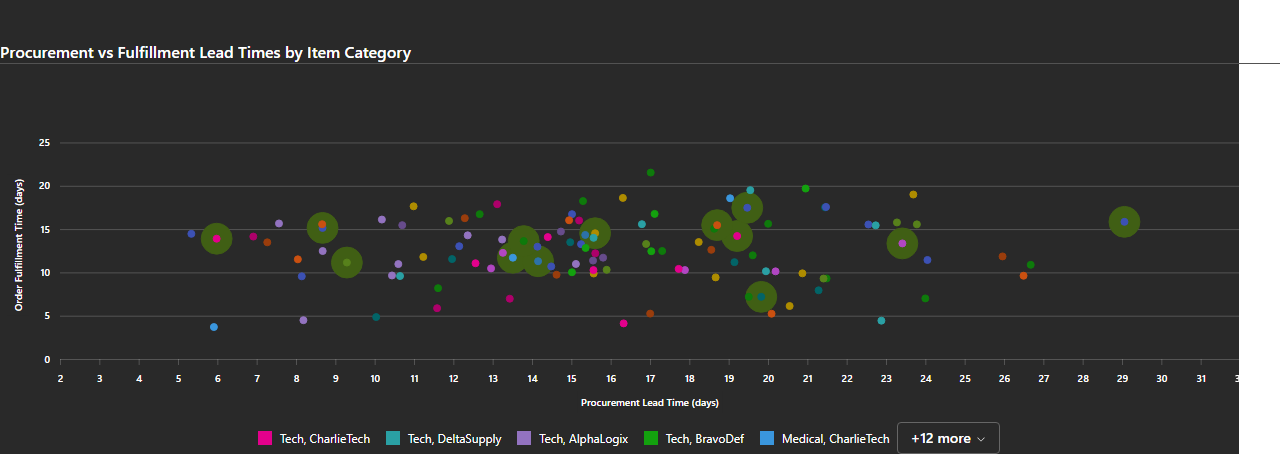 Procurement vs Fulfillment Lead Times by Item Category
25
20
15
10
5
0
Order Fulfillment Time (days)
2 3 4 5 6 7 8 9 10 11 12 13 14 15 16 17 18 19 20 21 22 23 24 25 26 27 28 29 30 31
Procurement Lead Time (days)
Tech, CharlieTech Tech, DeltaSupply Tech, AlphaLogix Tech, BravoDef Medical, CharlieTech +12 more